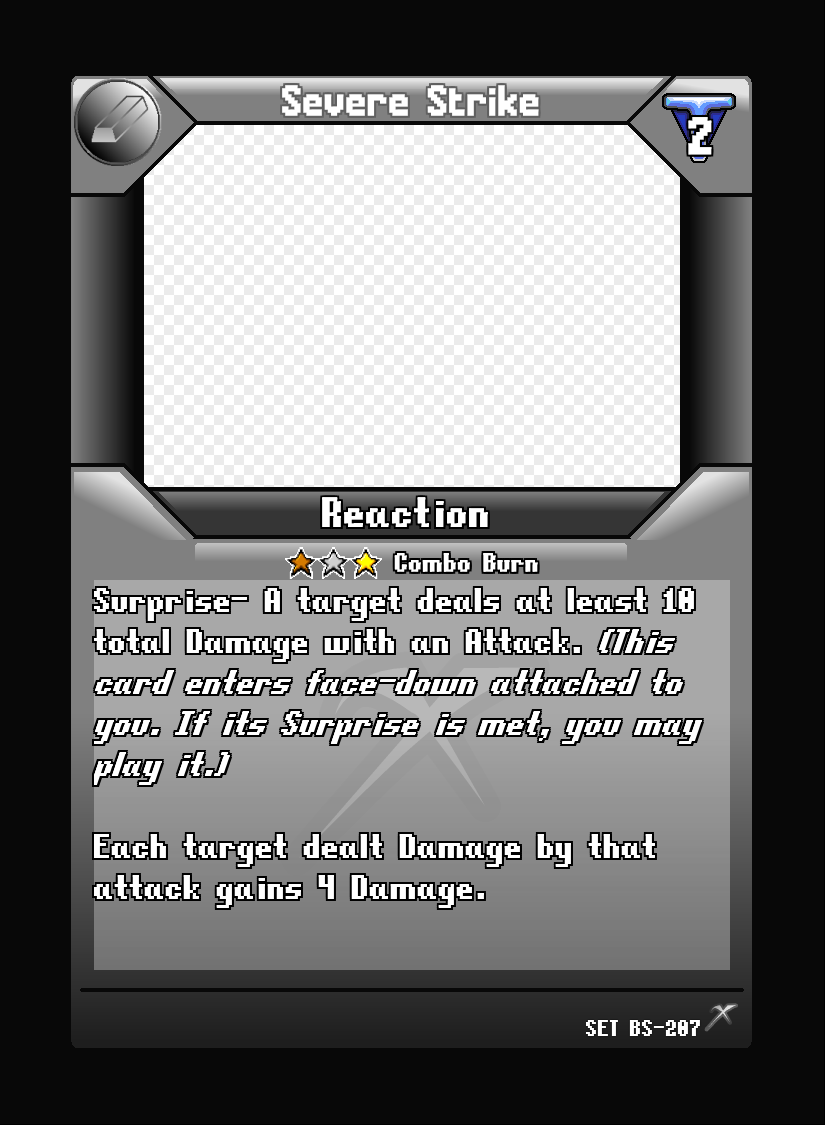 Severe Strike
2
Reaction
Combo Burn
Surprise- A target deals at least 10
total Damage with an Attack. (This
card enters face-down attached to
you. If its Surprise is met, you may
play it.)
Each target dealt Damage by that
attack gains 4 Damage.
SET BS-207